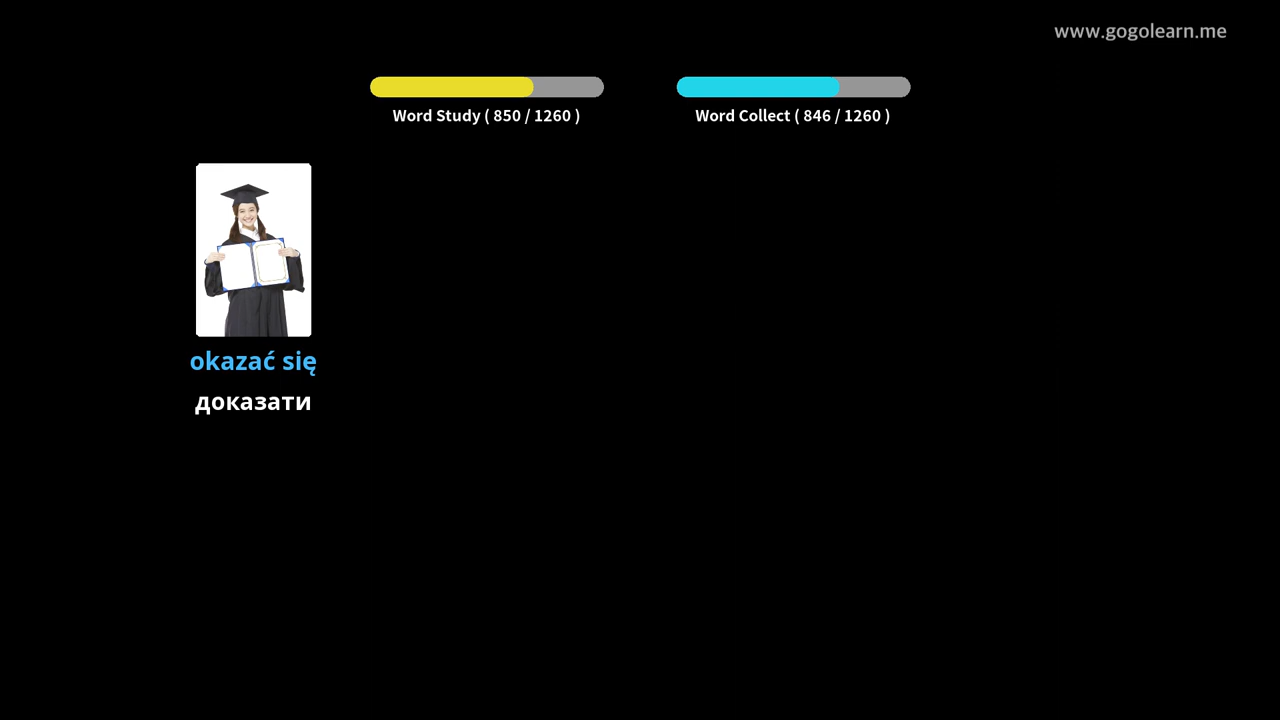 www.gogolearn.me
Word Study ( 850 / 1260 )
Word Collect ( 846 / 1260 )
okazać się
доказати